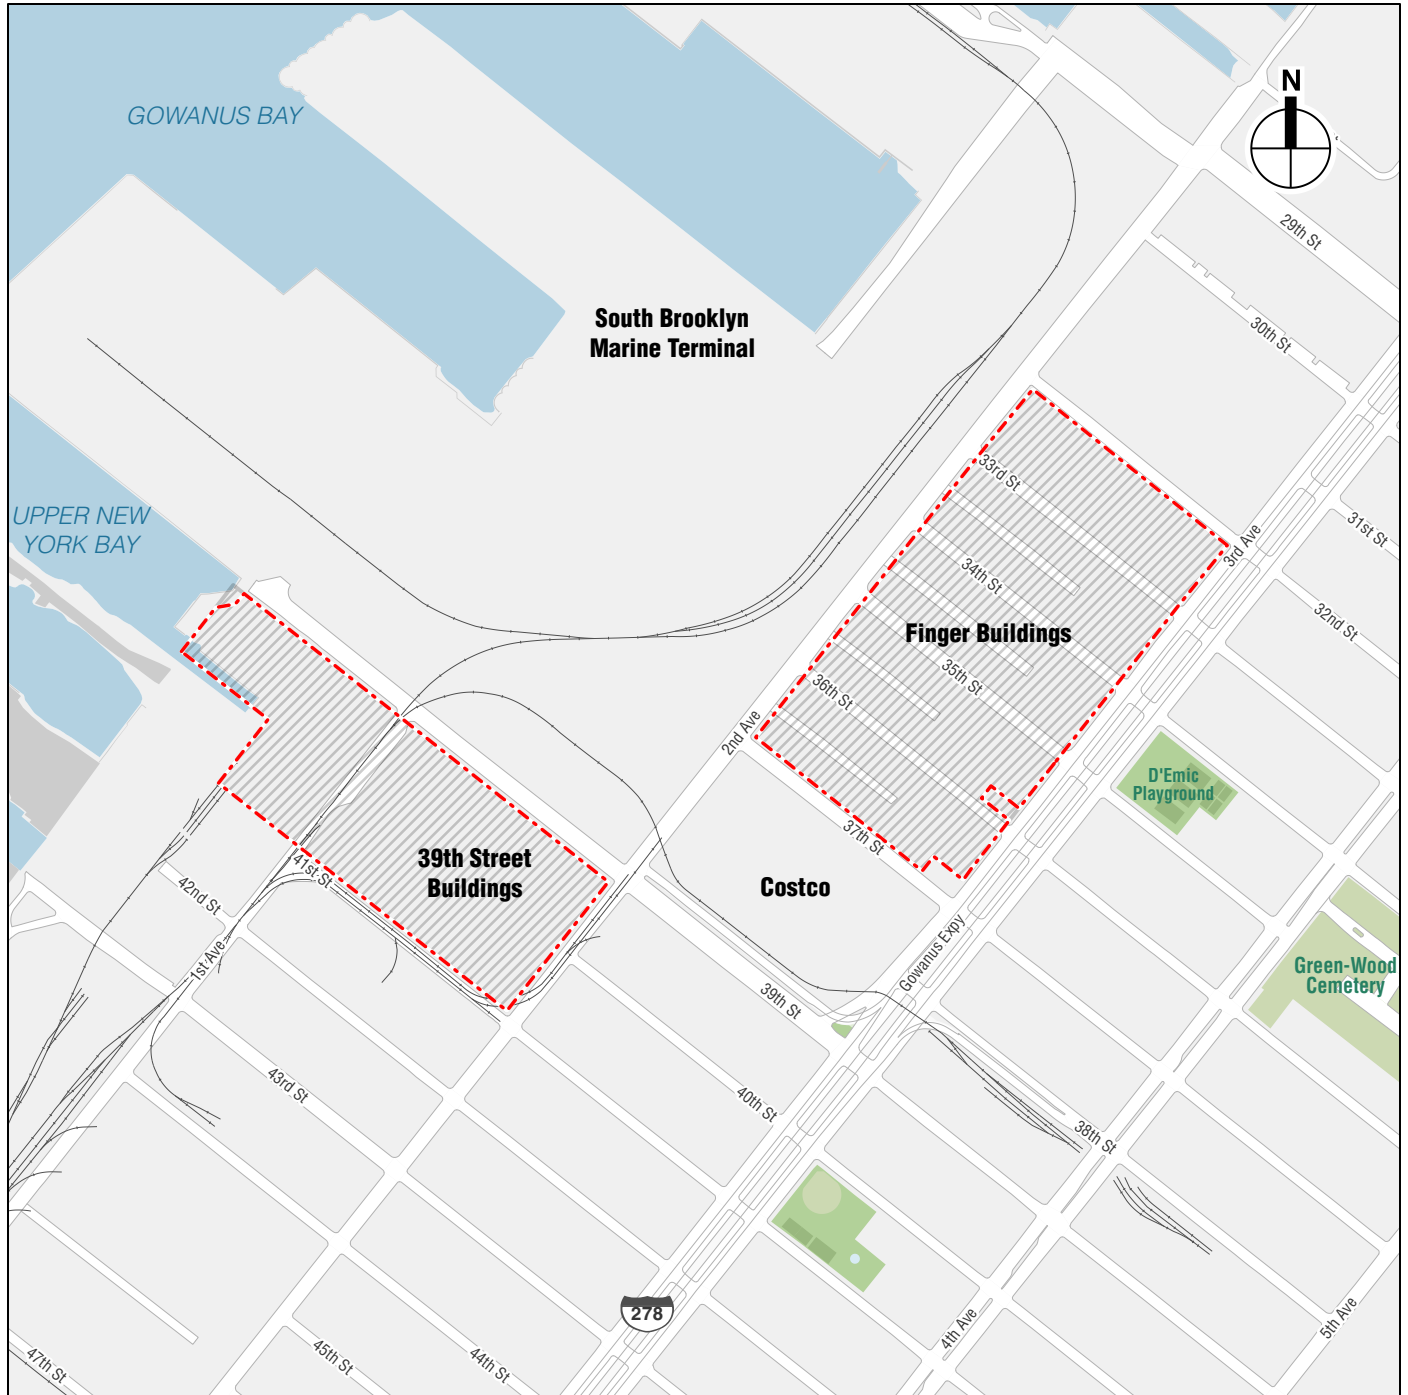 N
GOWANUS BAY
29th St
South Brooklyn
Marine Terminal
30th St
33rd St
31st St
UPPER NEW
YORK BAY
3rd Ave
34th St
32nd St
Finger Buildings
35th St
36th St
2nd Ave
D'Emic
Playground
37th St
39th Street
Buildings
41st St
Costco
42nd St
1st Ave
Gowanus Expy
Green-Wood
Cemetery
39th St
43rd St
40th St
38th St
278
4th Ave
5th Ave
47th St
45th St
44th St